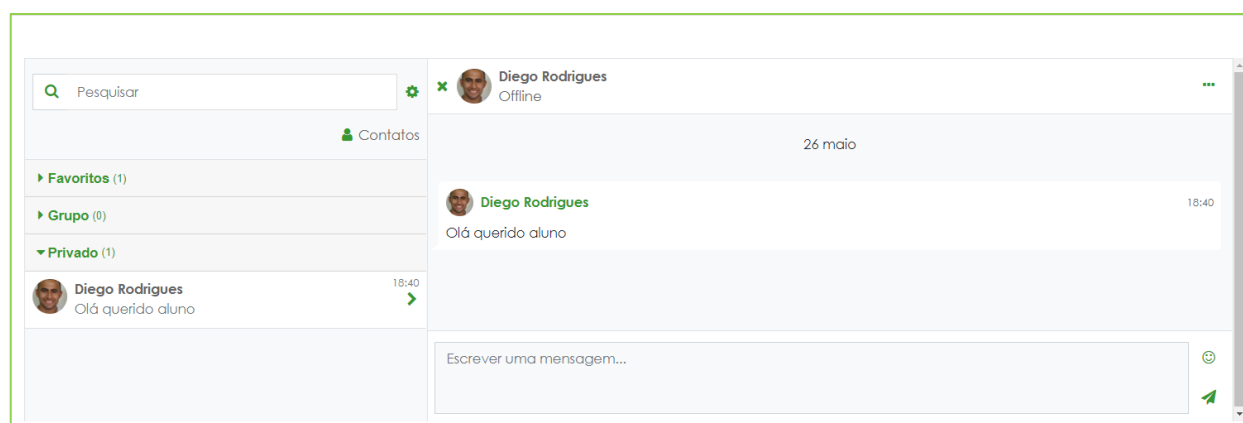 Pesquisar
Contatos
Favoritos (1)
Grupo (0)
Privado (1)
Diego Rodrigues
18:40
Olá querido aluno
Diego Rodrigues
Offline
26 maio
Diego Rodrigues
18:40
Olá querido aluno
Escrever uma mensagem...